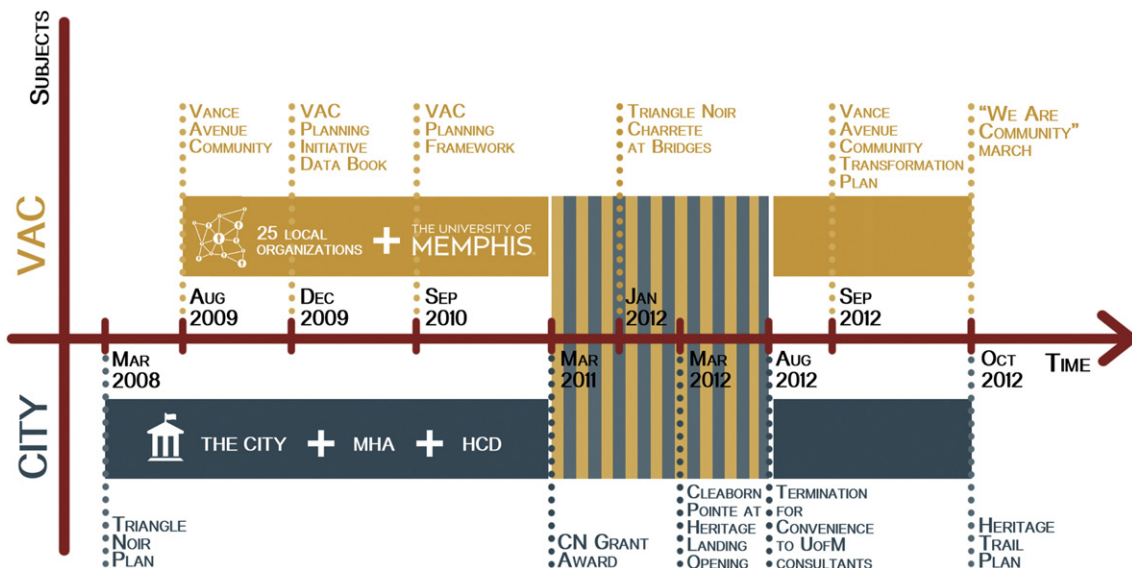 SUBJECTS
VAC
CITY
VANCE
AVENUE
COMMUNITY
VAC
PLANNING
INITIATIVE
DATA BOOK
VAC
PLANNING
FRAMEWORK
TRIANGLE NOIR
CHARRETE
AT BRIDGES
VANCE
AVENUE
COMMUNITY
TRANSFORMATION
PLAN
"WE ARE
COMMUNITY"
MARCH
25 LOCAL
ORGANIZATIONS
+
THE UNIVERSITY OF
MEMPHIS®
AUG
2009
DEC
2009
SEP
2010
JAN
2012
SEP
2012
MAR
2008
MAR
2011
MAR
2012
AUG
2012
OCT
2012
TIME
THE CITY + MHA + HCD
TRIANGLE
NOIR
PLAN
CN GRANT
AWARD
CLEABORN
POINTE AT
HERITAGE
LANDING
OPENING
TERMINATION
FOR
CONVENIENCE
TO UOFM
CONSULTANTS
HERITAGE
TRAIL
PLAN